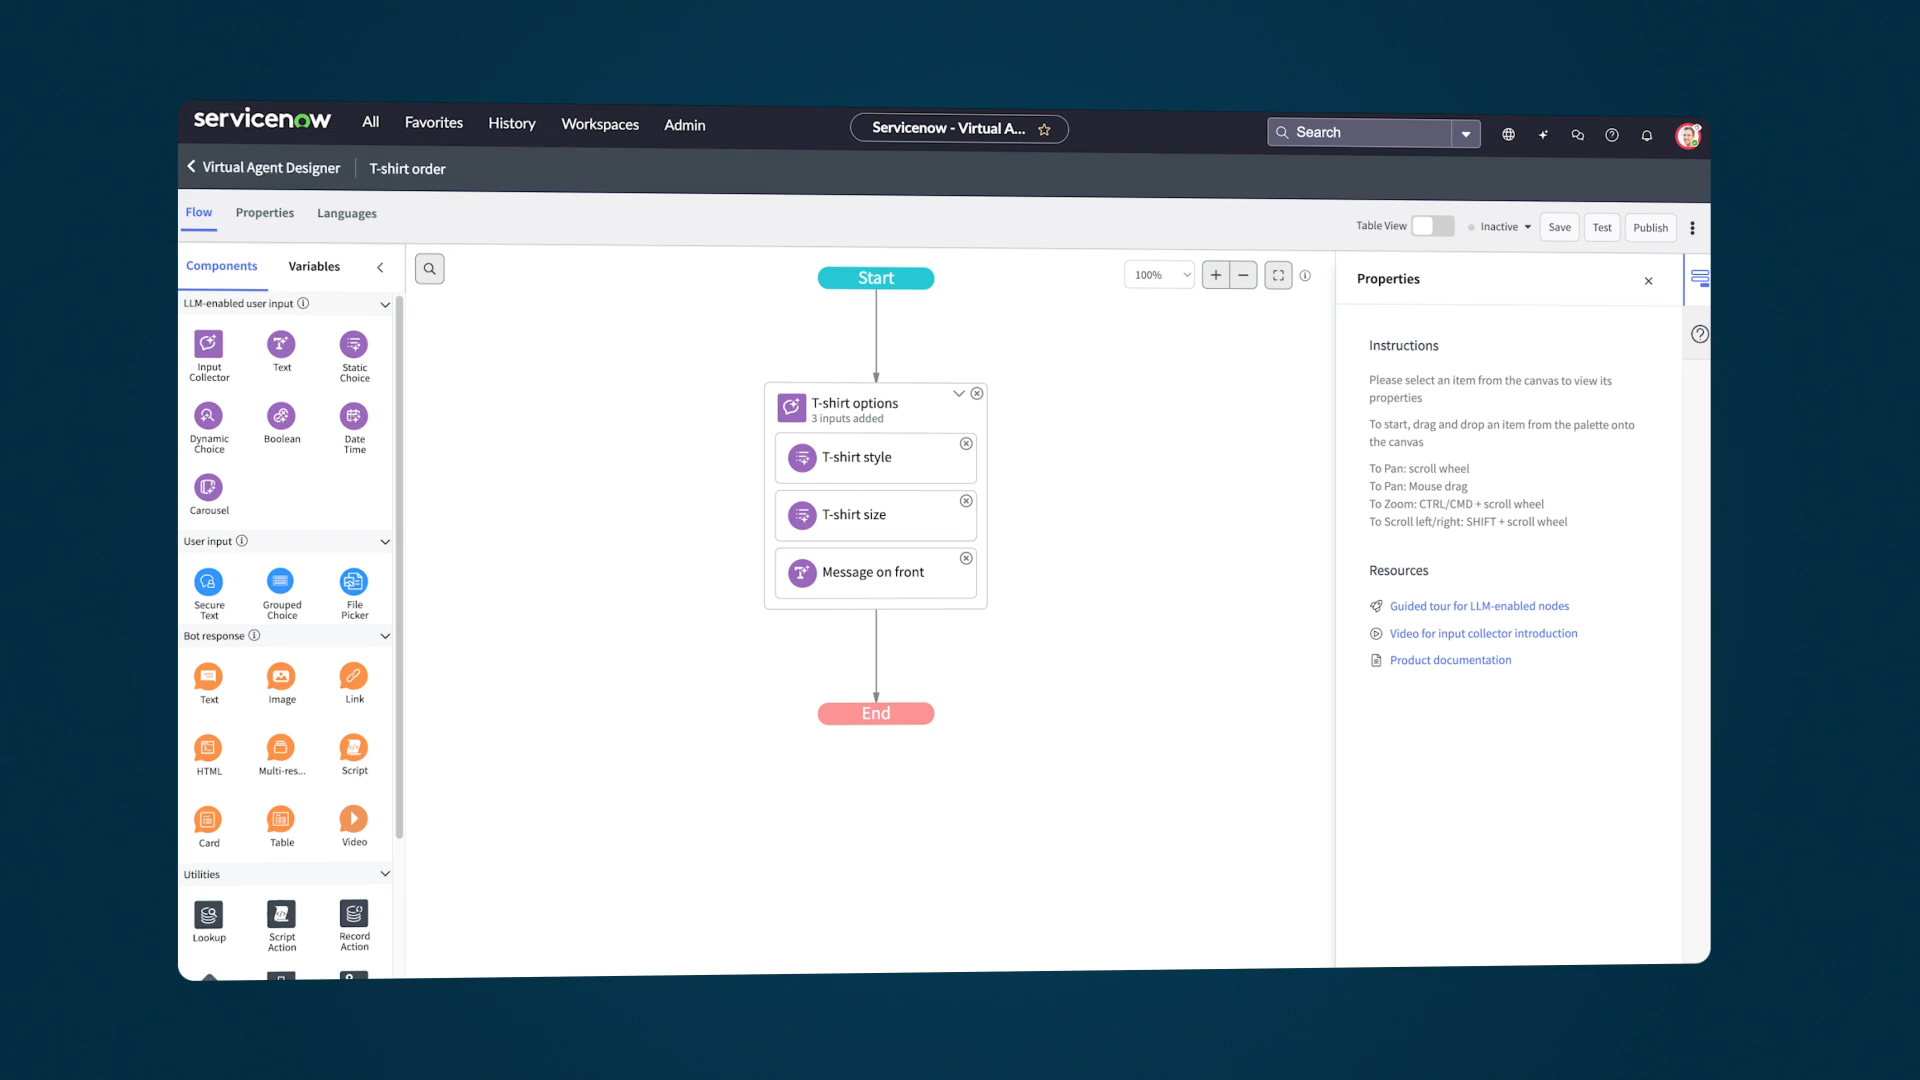 servicenow
All
Favorites
History
Workspaces
Admin
Servicenow - Virtual A...
Search
Virtual Agent Designer
T-shirt order
Flow
Properties
Languages
Table View
Inactive
Save
Test
Publish
Components
Variables
LLM-enabled user input
Input
Collector
Text
Static
Choice
Dynamic
Choice
Boolean
Date
Time
Carousel
User input
Secure
Text
Grouped
Choice
File
Picker
Bot response
Text
Image
Link
HTML
Multi-res...
Script
Card
Table
Video
Utilities
Lookup
Script
Action
Record
Action
Start
100%
T-shirt options
3 inputs added
T-shirt style
T-shirt size
Message on front
End
Properties
Instructions
Please select an item from the canvas to view its
properties
To start, drag and drop an item from the palette onto
the canvas
To Pan: scroll wheel
To Pan: Mouse drag
To Zoom: CTRL/CMD + scroll wheel
To Scroll left/right: SHIFT + scroll wheel
Resources
Guided tour for LLM-enabled nodes
Video for input collector introduction
Product documentation